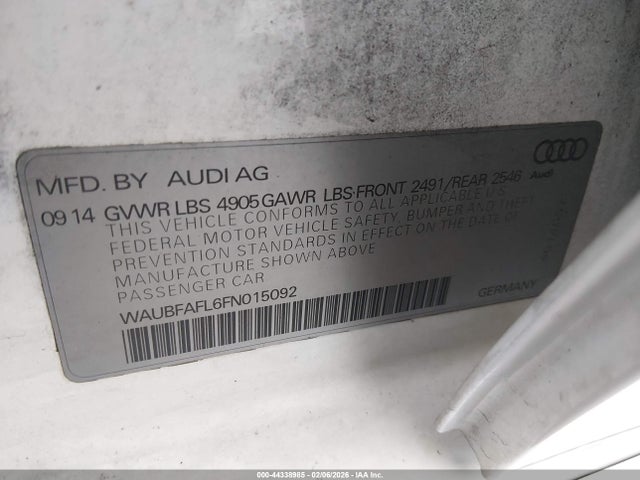 MFD. BY AUDI AG
09 14 GVWR LBS 4905 GAWR LBS FRONT 2491/REAR 2546
Audi
THIS VEHICLE CONFORMS TO ALL APPLICABLE U.S.
FEDERAL MOTOR VEHICLE SAFETY, BUMPER AND THEFT
PREVENTION STANDARDS IN EFFECT ON THE DATE OF
MANUFACTURE SHOWN ABOVE
PASSENGER CAR
WAUBFAFL6FN015092
GERMANY
000-44338985 | 02/06/2026 | IAA Inc.